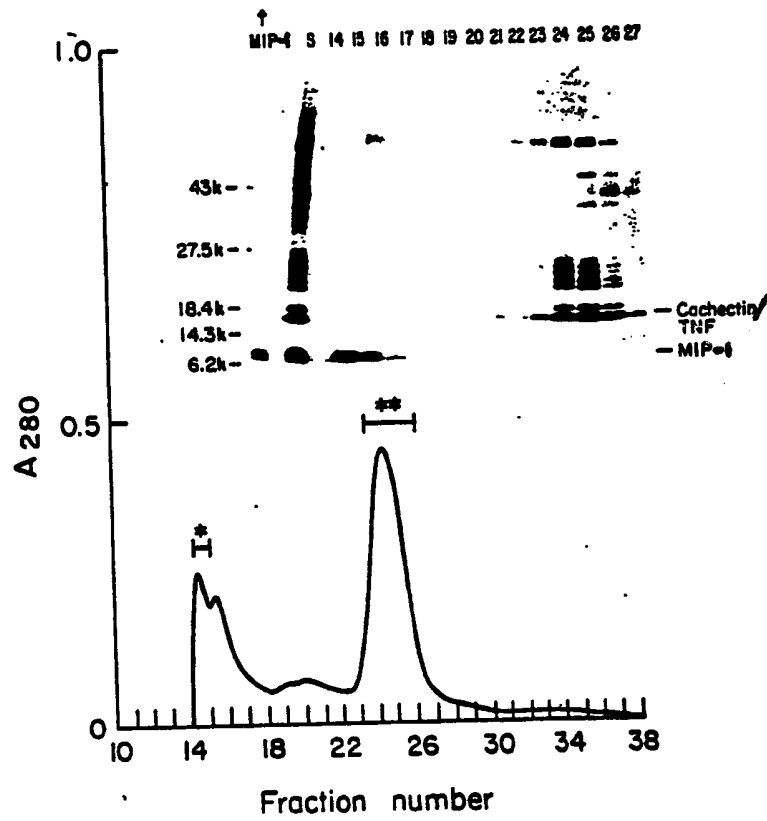 MIP-1 S 14 15 16 17 18 19 20 21 22 23 24 25 26 27
1.0
43k
27.5k
18.4k
14.3k
6.2k
Cachectin/
TNF
MIP-1
**
0.5
A280
*
0
10 14 18 22 26 30 34 38
Fraction number